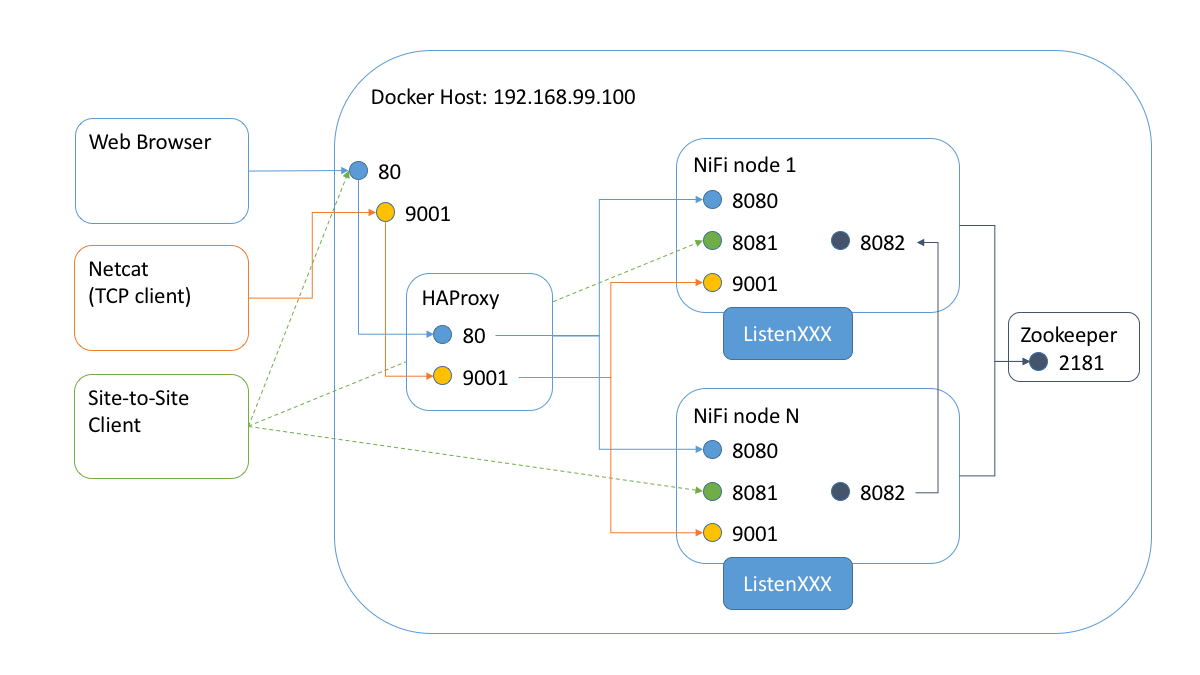 Docker Host: 192.168.99.100
Web Browser
80
9001
Netcat
(TCP client)
Site-to-Site
Client
HAProxy
80
9001
NiFi node 1
8080
8081
8082
9001
ListenXXX
NiFi node N
8080
8081
8082
9001
ListenXXX
Zookeeper
2181